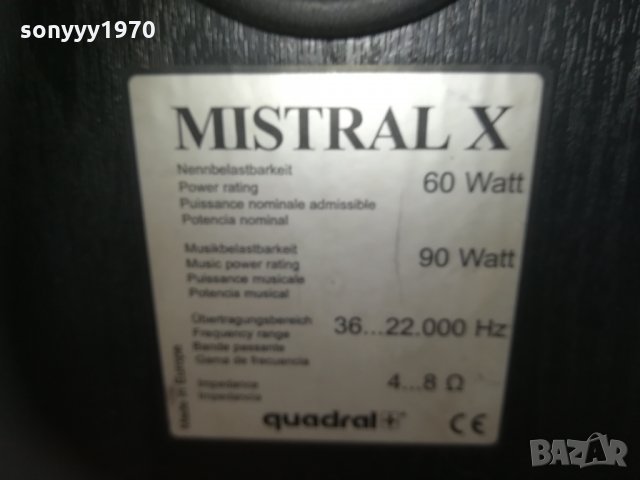 sonyyy1970
MISTRAL X
Nennbelastbarkeit
Power rating
Puissance nominale admissible
Potencia nominal
60 Watt
Musikbelastbarkeit
Music power rating
Puissance musicale
Potencia musical
90 Watt
Übertragungsbereich
Frequency range
Bande passante
Gama de frecuencia
36...22.000 Hz
Impedance
Impedancia
4...8 Ω
Made in Europe
quadral
CE
BAZAR